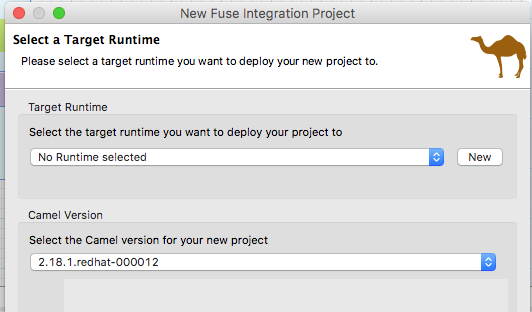 New Fuse Integration Project
Select a Target Runtime
Please select a target runtime you want to deploy your new project to.
Target Runtime
Select the target runtime you want to deploy your project to
No Runtime selected
New
Camel Version
Select the Camel version for your new project
2.18.1.redhat-000012